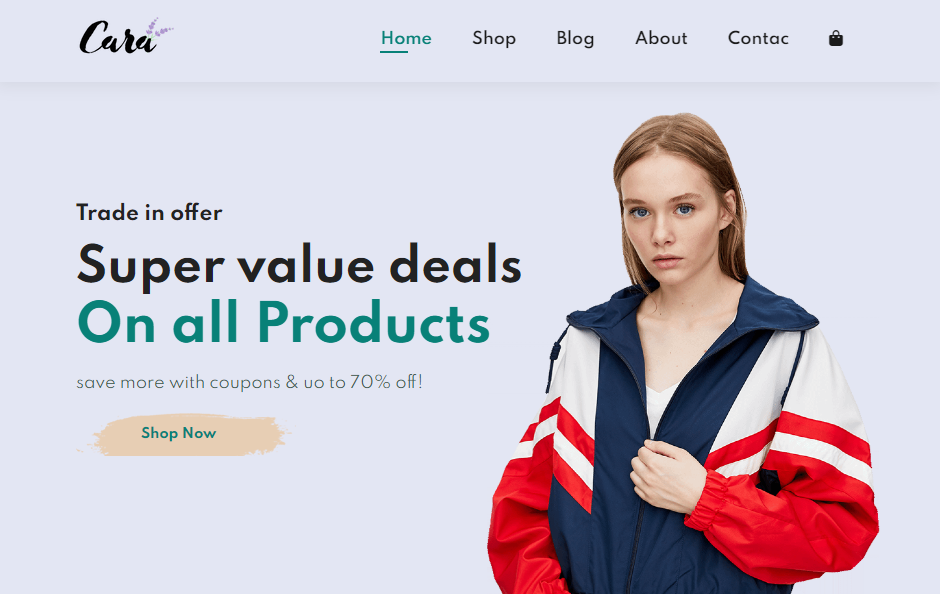 Cara
Home Shop Blog About Contac
Trade in offer
Super value deals
On all Products
save more with coupons & uo to 70% off!
Shop Now